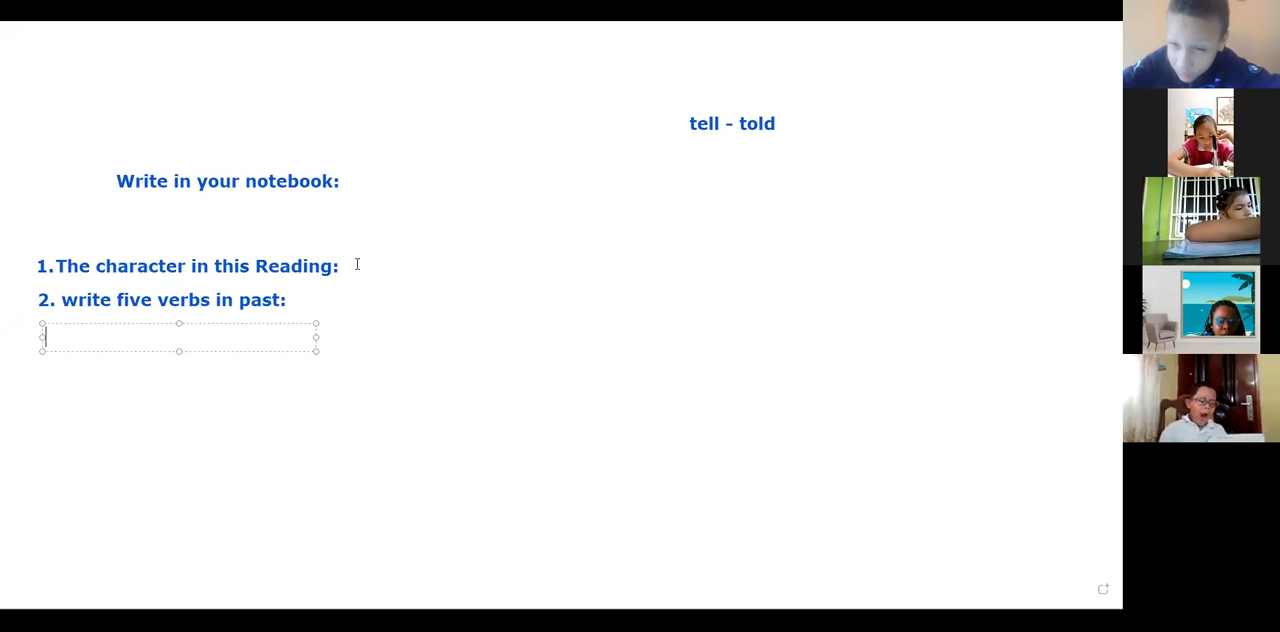 tell - told
Write in your notebook:
1.The character in this Reading:
2. write five verbs in past: